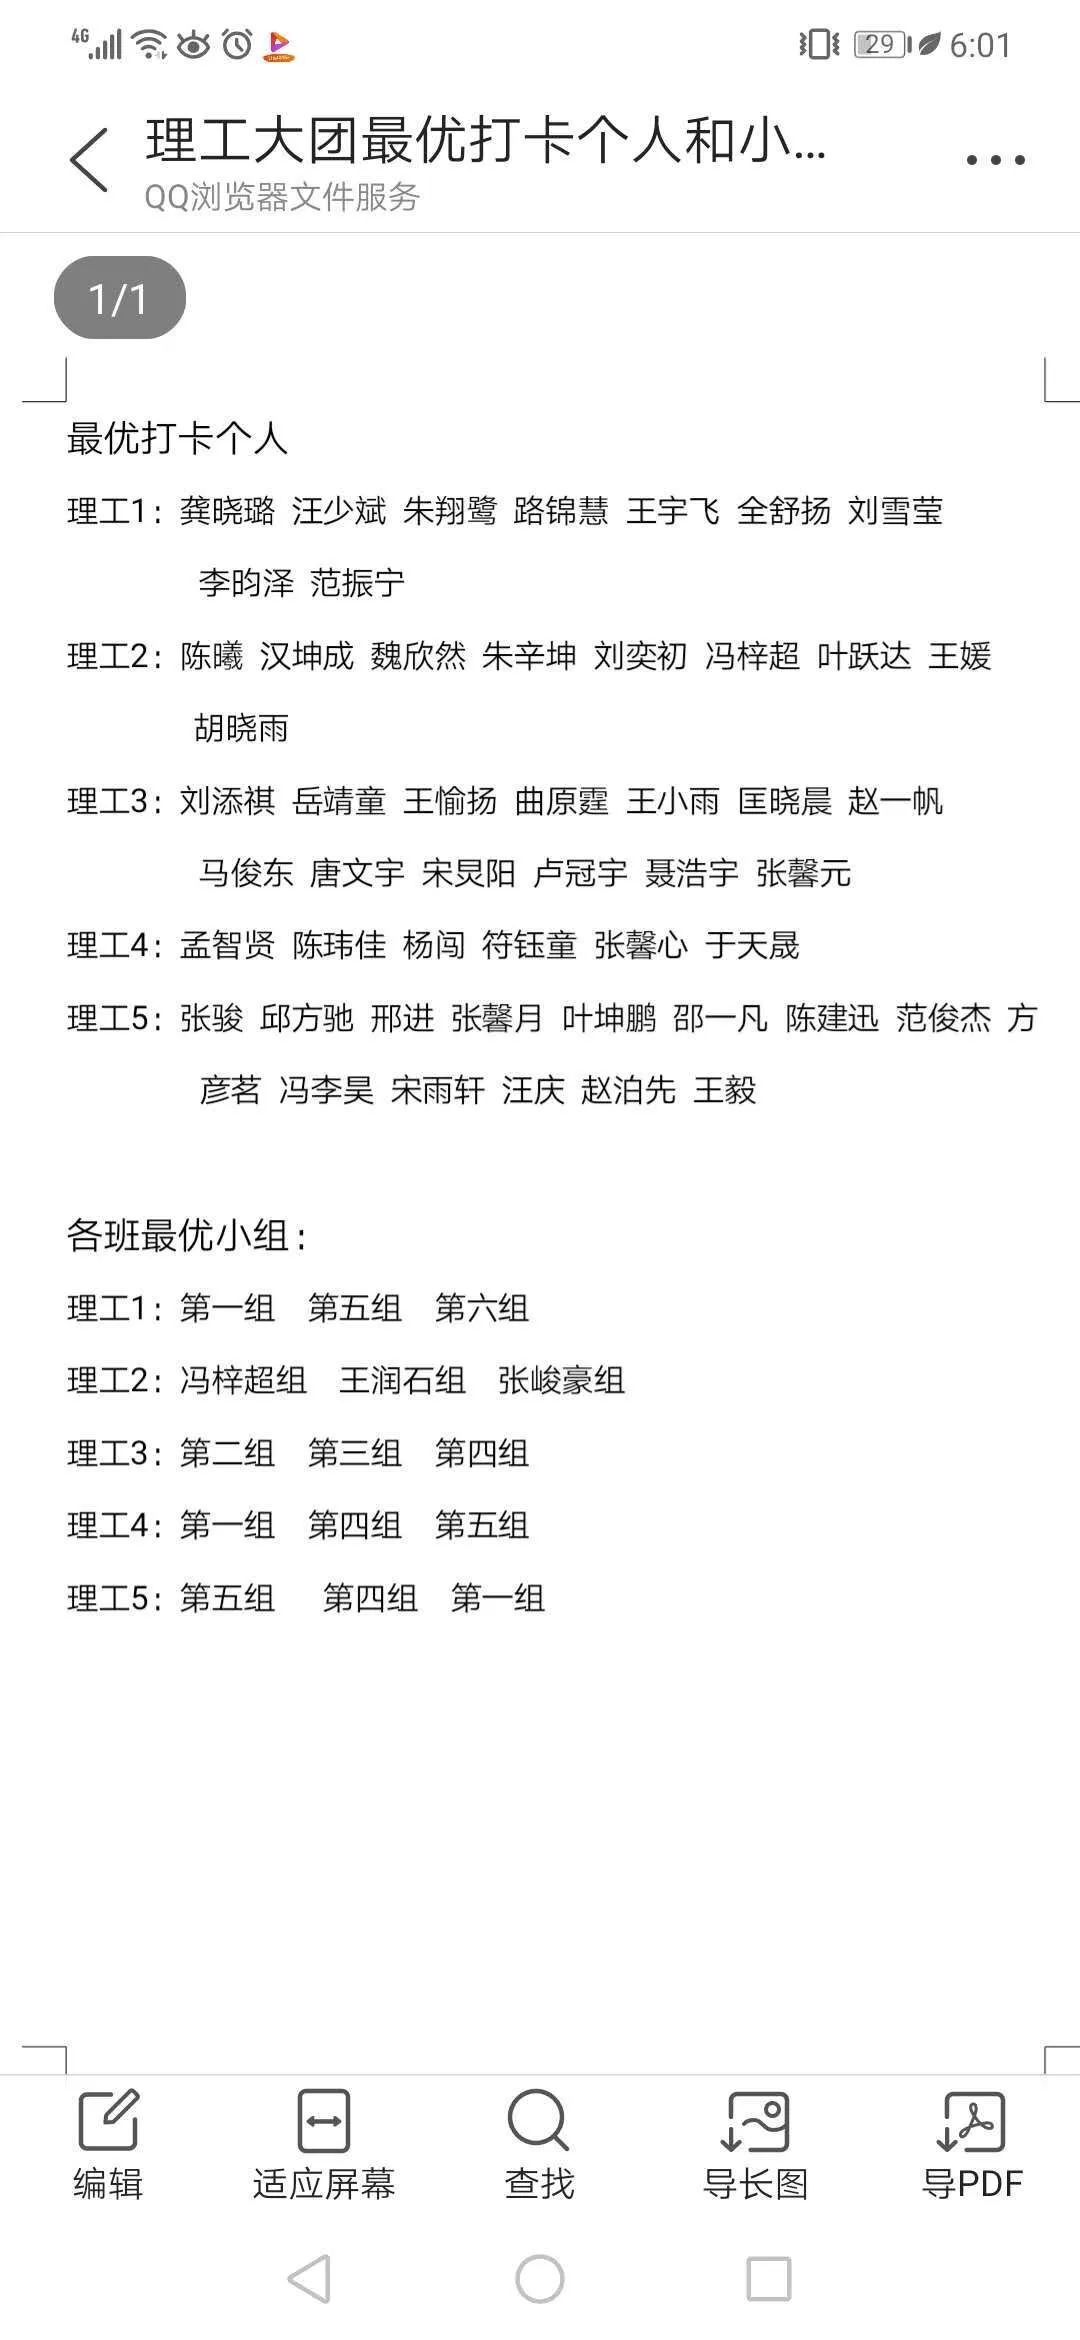 4G 29 6:01
理工大团最优打卡个人和小...
QQ浏览器文件服务
1/1
最优打卡个人
理工1: 龚晓璐 汪少斌 朱翔鹭 路锦慧 王宇飞 全舒扬 刘雪莹
李昀泽 范振宁
理工2: 陈曦 汉坤成 魏欣然 朱辛坤 刘奕初 冯梓超 叶跃达 王媛
胡晓雨
理工3: 刘添祺 岳靖童 王愉扬 曲原霆 王小雨 匡晓晨 赵一帆
马俊东 唐文宇 宋炅阳 卢冠宇 聂浩宇 张馨元
理工4: 孟智贤 陈玮佳 杨闯 符钰童 张馨心 于天晟
理工5: 张骏 邱方驰 邢进 张馨月 叶坤鹏 邵一凡 陈建迅 范俊杰 方
彦茗 冯李昊 宋雨轩 汪庆 赵泊先 王毅
各班最优小组:
理工1: 第一组 第五组 第六组
理工2: 冯梓超组 王润石组 张峻豪组
理工3: 第二组 第三组 第四组
理工4: 第一组 第四组 第五组
理工5: 第五组 第四组 第一组
编辑 适应屏幕 查找 导长图 导PDF